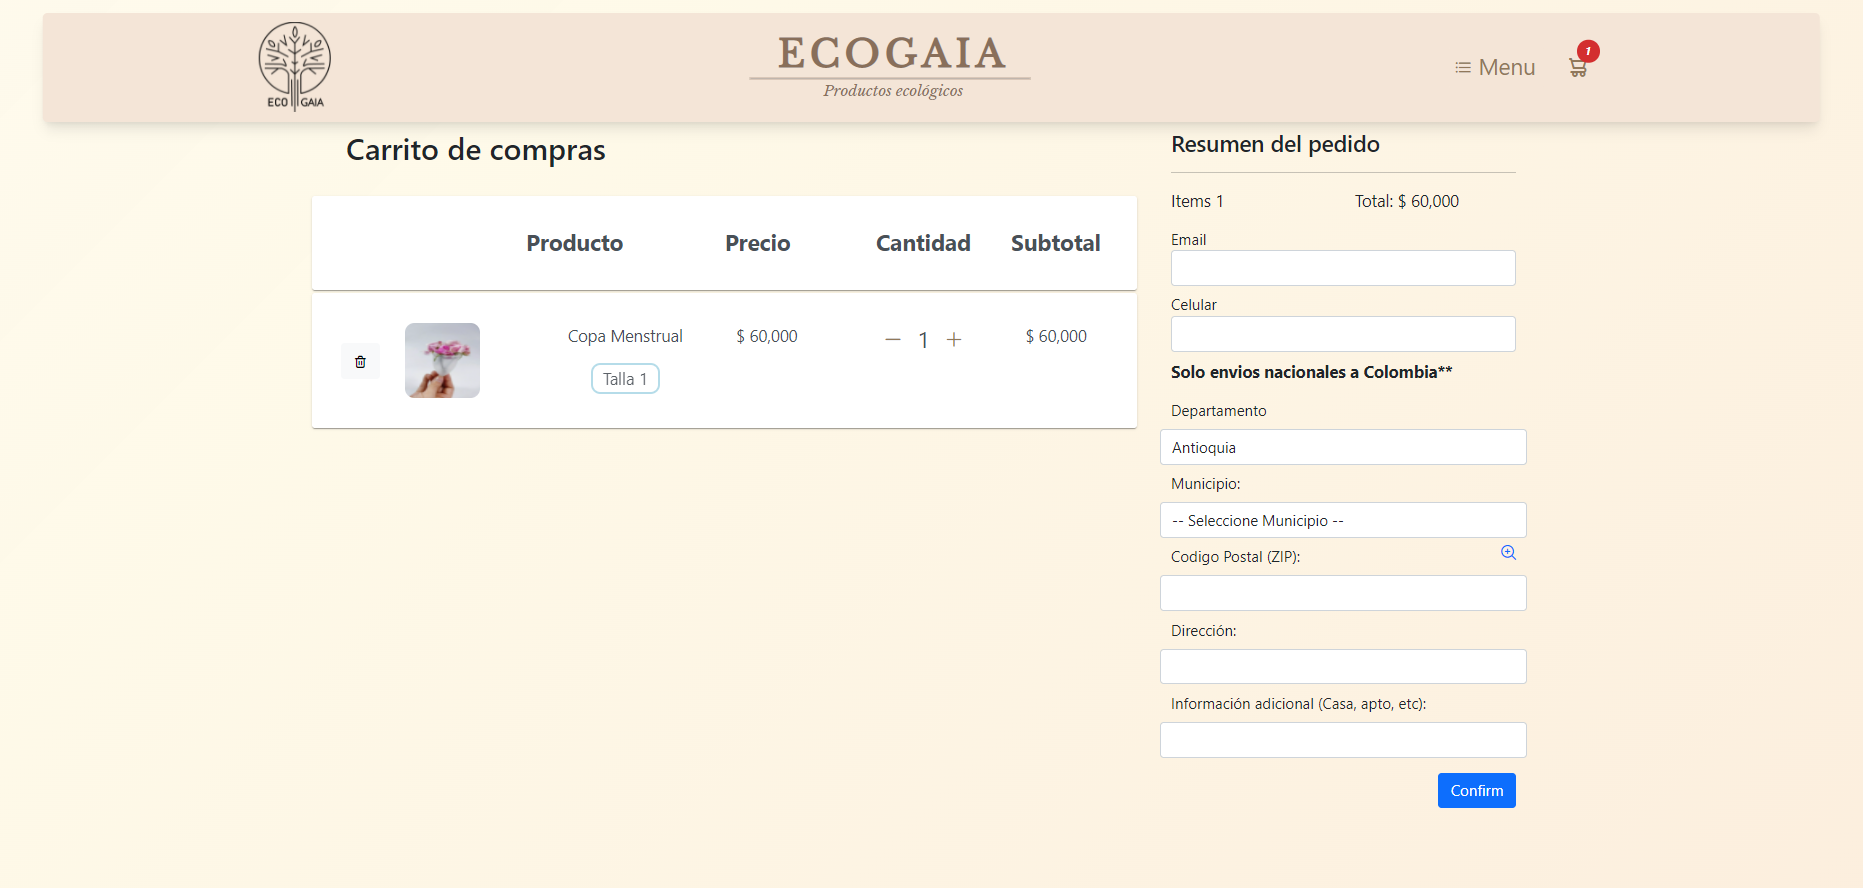 ECO GAIA
ECOGAIA
Productos ecológicos
Menu
1
Carrito de compras
Producto Precio Cantidad Subtotal
Copa Menstrual $ 60,000 1 $ 60,000
Talla 1
Resumen del pedido
Items 1 Total: $ 60,000
Email
Celular
Solo envios nacionales a Colombia**
Departamento
Antioquia
Municipio:
-- Seleccione Municipio --
Codigo Postal (ZIP):
Dirección:
Información adicional (Casa, apto, etc):
Confirm